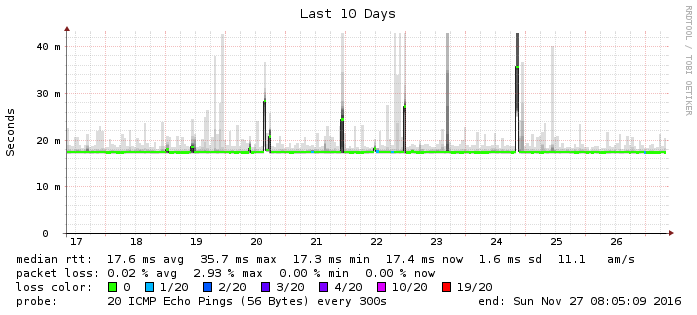 Last 10 Days
RRDTOOL / TOBI OETIKER
Seconds
40 m
30 m
20 m
10 m
0
17 18 19 20 21 22 23 24 25 26
median rtt: 17.6 ms avg 35.7 ms max 17.3 ms min 17.4 ms now 1.6 ms sd 11.1 am/s
packet loss: 0.02 % avg 2.93 % max 0.00 % min 0.00 % now
loss color: 0 1/20 2/20 3/20 4/20 10/20 19/20
probe: 20 ICMP Echo Pings (56 Bytes) every 300s end: Sun Nov 27 08:05:09 2016